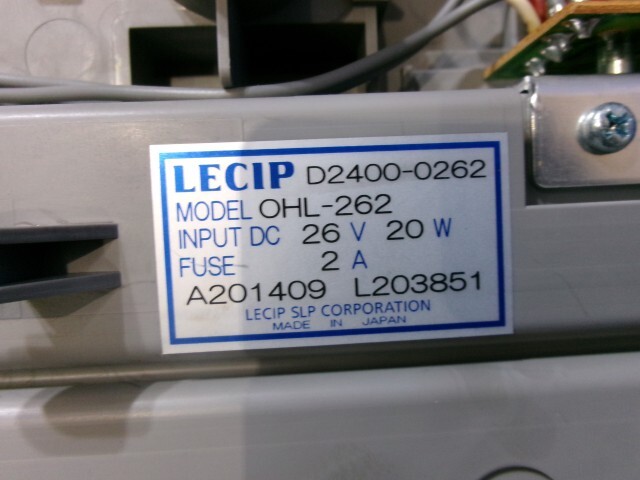 LECIP D2400-0262
MODEL OHL-262
INPUT DC 26 V 20 W
FUSE 2 A
A201409 L203851
LECIP SLP CORPORATION
MADE IN JAPAN